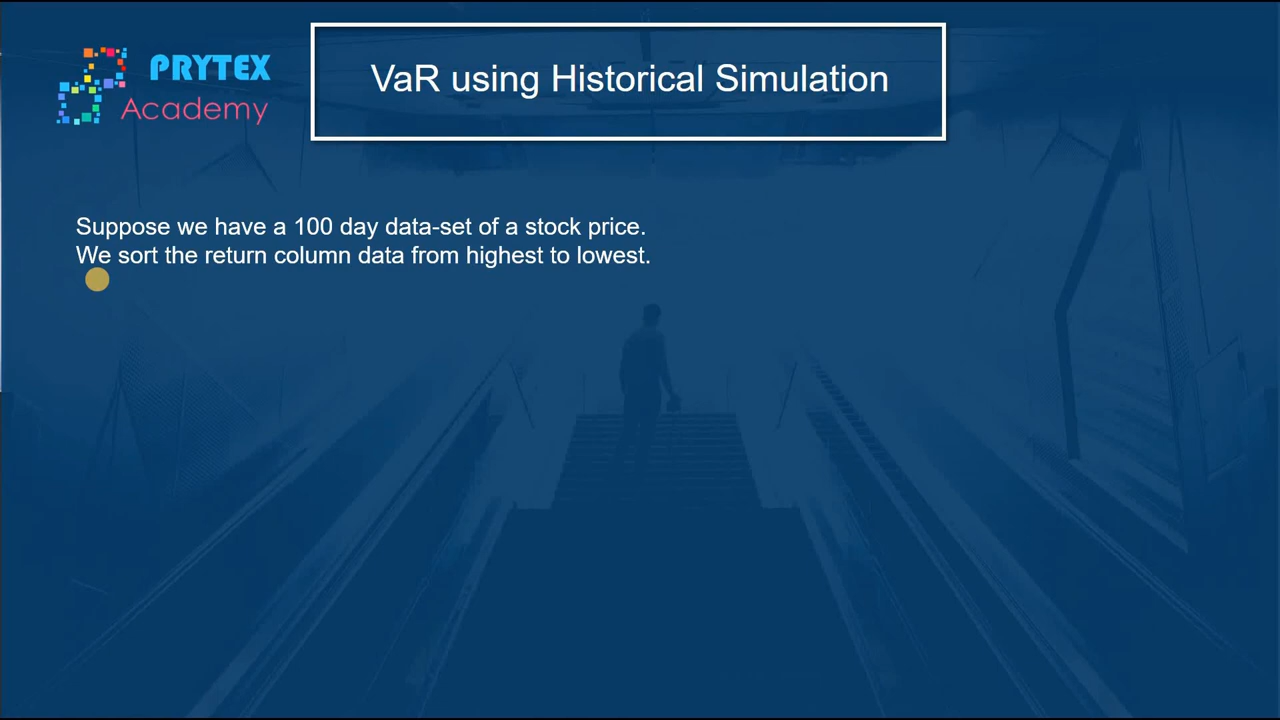 PRYTEX
Academy
VaR using Historical Simulation
Suppose we have a 100 day data-set of a stock price.
We sort the return column data from highest to lowest.